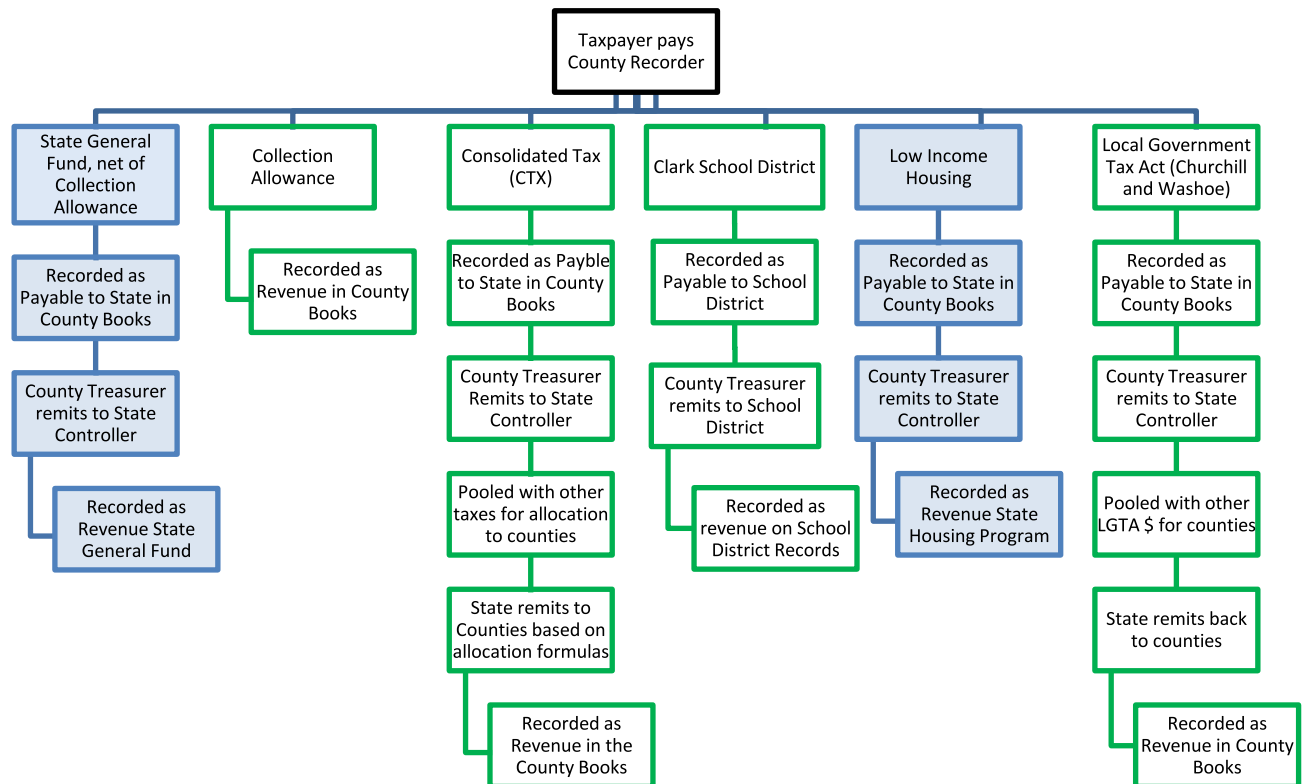 Taxpayer pays
County Recorder
State General
Fund, net of
Collection
Allowance
Recorded as
Payable to State in
County Books
County Treasurer
remits to State
Controller
Recorded as
Revenue State
General Fund
Collection
Allowance
Recorded as
Revenue in County
Books
Consolidated Tax
(CTX)
Recorded as Payble
to State in County
Books
County Treasurer
Remits to State
Controller
Pooled with other
taxes for allocation
to counties
State remits to
Counties based on
allocation formulas
Recorded as
Revenue in the
County Books
Clark School District
Recorded as
Payable to School
District
County Treasurer
remits to School
District
Recorded as
revenue on School
District Records
Low Income
Housing
Recorded as
Payable to State in
County Books
County Treasurer
remits to State
Controller
Recorded as
Revenue State
Housing Program
Local Government
Tax Act (Churchill
and Washoe)
Recorded as
Payable to State in
County Books
County Treasurer
remits to State
Controller
Pooled with other
LGTA $ for counties
State remits back
to counties
Recorded as
Revenue in County
Books